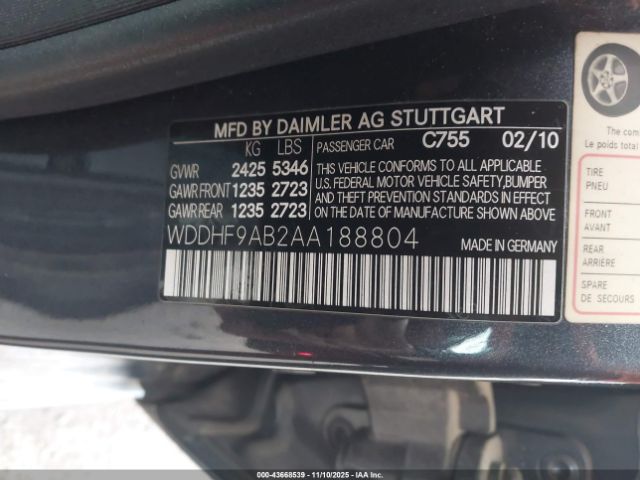 MFD BY DAIMLER AG STUTTGART
KG LBS PASSENGER CAR C755 02/10
GVWR 2425 5346
GAWR FRONT 1235 2723
GAWR REAR 1235 2723
THIS VEHICLE CONFORMS TO ALL APPLICABLE
U.S. FEDERAL MOTOR VEHICLE SAFETY, BUMPER
AND THEFT PREVENTION STANDARDS IN EFFECT
ON THE DATE OF MANUFACTURE SHOWN ABOVE
WDDHF9AB2AA188804 MADE IN GERMANY
The com
Le poids total
TIRE
PNEU
FRONT
AVANT
REAR
ARRIÈRE
SPARE
DE SECOURS
000-43668539 11/10/2025 Copart